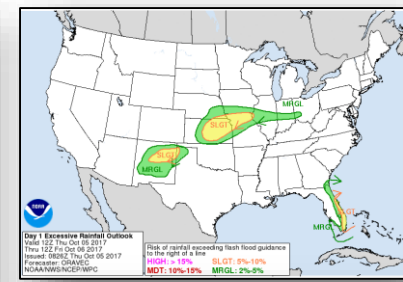 MRGL
SLGT
SLGT
MRGL
SLGT
MRGL
NOAA
Day 1 Excessive Rainfall Outlook
Valid 12Z Thu Oct 05 2017
Thru 12Z Fri Oct 06 2017
Issued: 0826Z Thu Oct 05 2017
Forecaster: ORAVEC
NOAA/NWS/NCEP/WPC
Risk of rainfall exceeding flash flood guidance
to the right of a line
HIGH: > 15% SLGT: 5%-10%
MDT: 10%-15% MRGL: 2%-5%